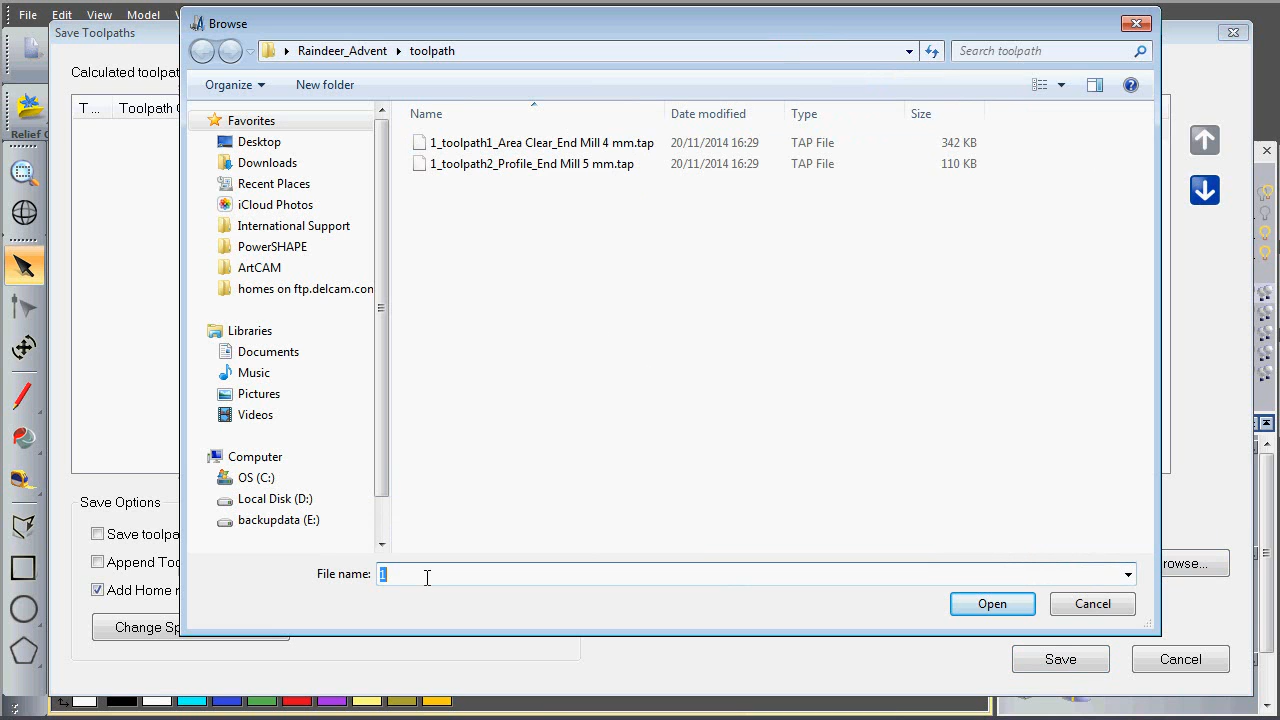 File Edit View Model
Save Toolpaths
Browse
Raindeer_Advent toolpath
Search toolpath
Calculated toolpat
Organize New folder
T... Toolpath
Name Date modified Type Size
Relief
Favorites
Desktop
Downloads
Recent Places
iCloud Photos
International Support
PowerSHAPE
ArtCAM
homes on ftp.delcam.con
Libraries
Documents
Music
Pictures
Videos
Computer
OS (C:)
Local Disk (D:)
backupdata (E:)
1_toolpath1_Area Clear_End Mill 4 mm.tap 20/11/2014 16:29 TAP File 342 KB
1_toolpath2_Profile_End Mill 5 mm.tap 20/11/2014 16:29 TAP File 110 KB
Save Options
Save toolpa
Append Too
Add Home
Change Sp
File name: 1
rowse...
Open Cancel
Save Cancel